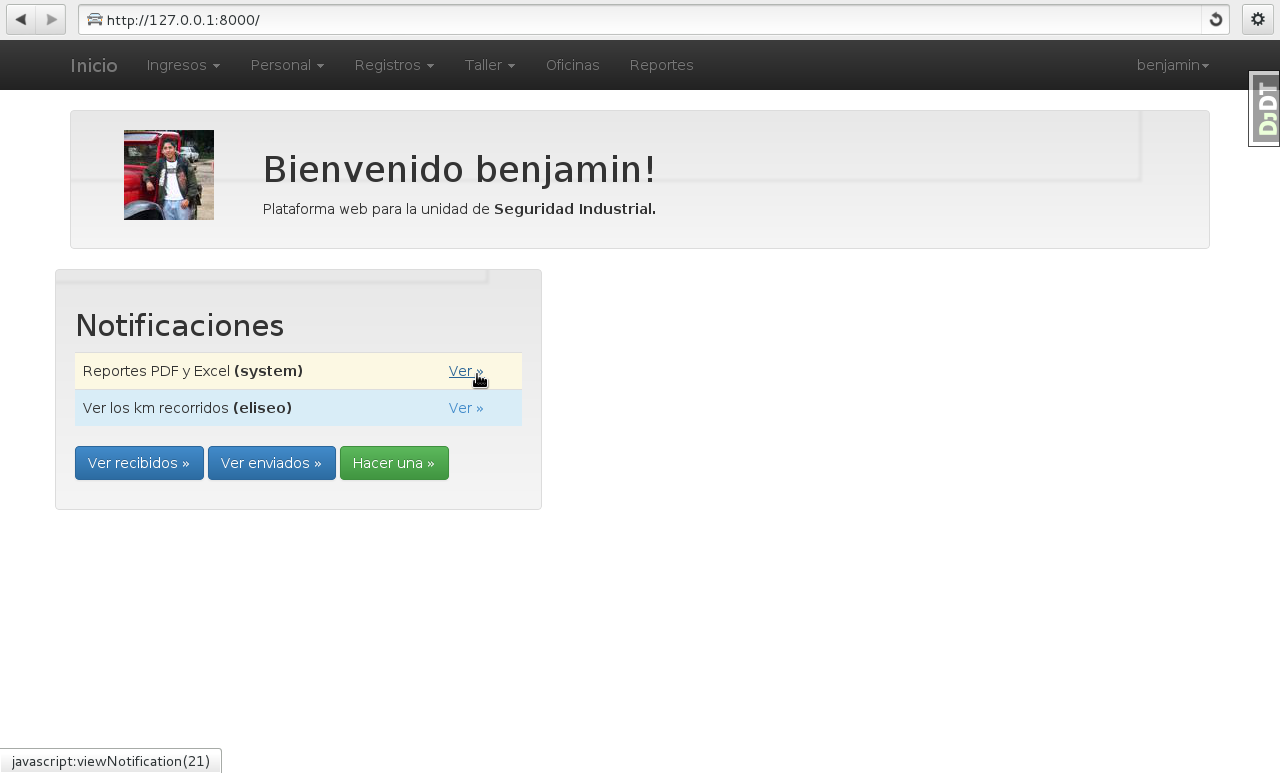 http://127.0.0.1:8000/
Inicio Ingresos Personal Registros Taller Oficinas Reportes benjamin
DjDT
Bienvenido benjamin!
Plataforma web para la unidad de Seguridad Industrial.
Notificaciones
Reportes PDF y Excel (system) Ver »
Ver los km recorridos (eliseo) Ver »
Ver recibidos » Ver enviados » Hacer una »
javascript:viewNotification(21)